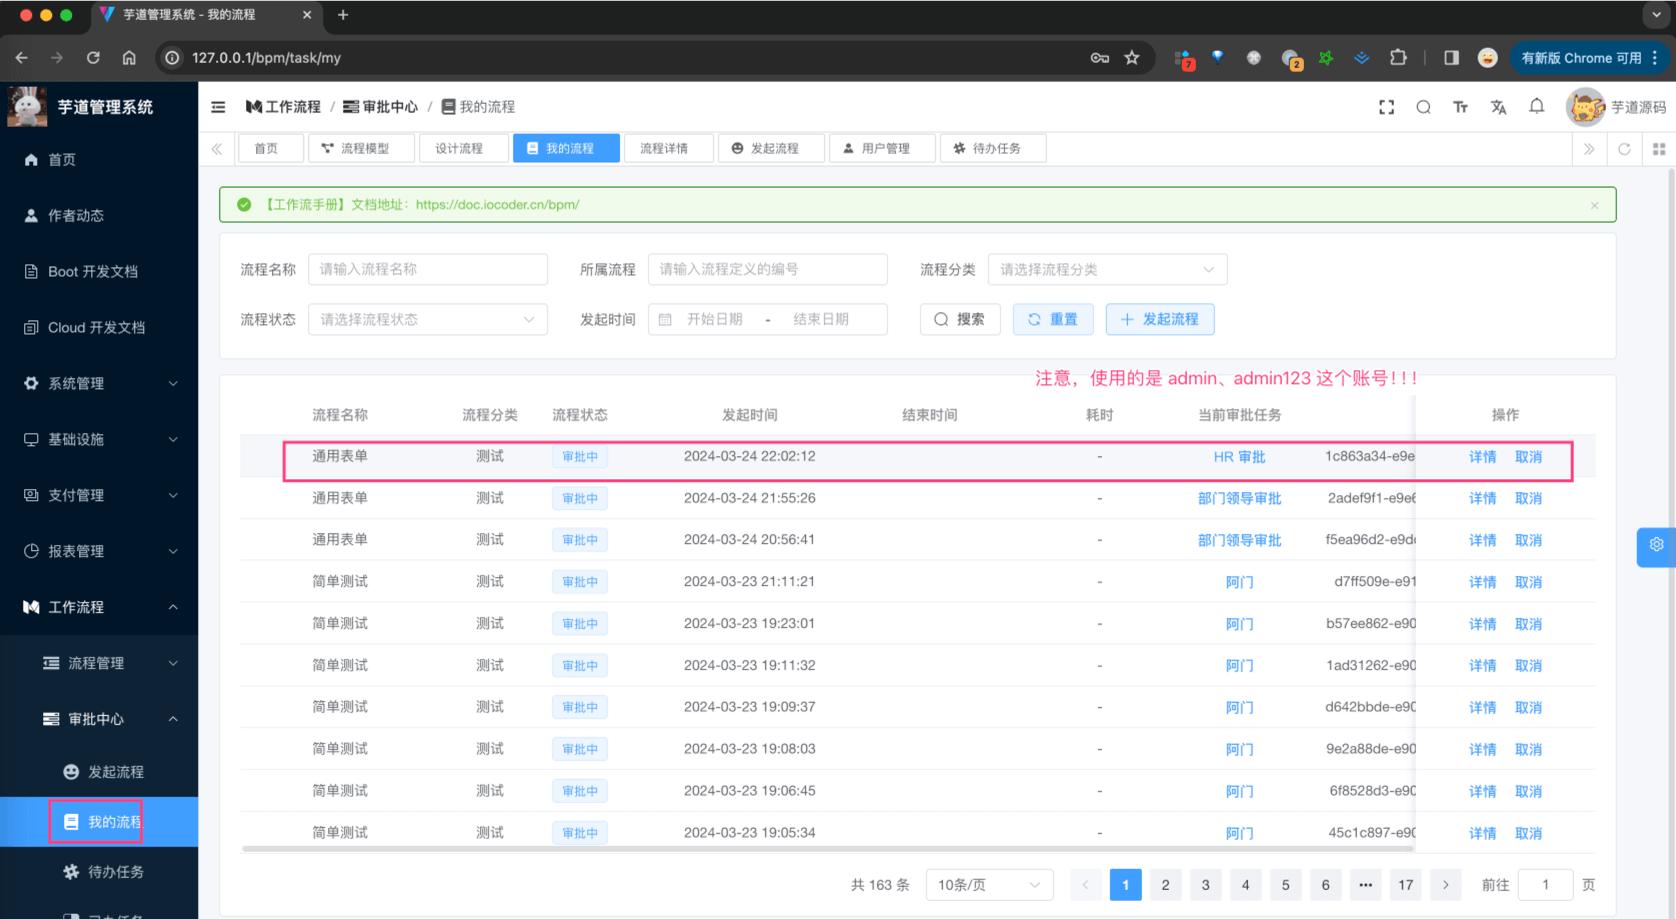 芋道管理系统 - 我的流程
127.0.0.1/bpm/task/my
7
2
有新版 Chrome 可用
芋道管理系统
工作流程 / 审批中心 / 我的流程
芋道源码
首页
流程模型
设计流程
我的流程
流程详情
发起流程
用户管理
待办任务
首页
作者动态
Boot 开发文档
Cloud 开发文档
系统管理
基础设施
支付管理
报表管理
工作流程
流程管理
审批中心
发起流程
我的流程
待办任务
【工作流手册】文档地址：https://doc.iocoder.cn/bpm/
流程名称 请输入流程名称 所属流程 请输入流程定义的编号 流程分类 请选择流程分类
流程状态 请选择流程状态 发起时间 开始日期 - 结束日期 搜索 重置 发起流程
注意，使用的是 admin、admin123 这个账号！！！
流程名称 流程分类 流程状态 发起时间 结束时间 耗时 当前审批任务 操作
通用表单 测试 审批中 2024-03-24 22:02:12 - HR 审批 1c863a34-e9e 详情 取消
通用表单 测试 审批中 2024-03-24 21:55:26 - 部门领导审批 2adef9f1-e9e6 详情 取消
通用表单 测试 审批中 2024-03-24 20:56:41 - 部门领导审批 f5ea96d2-e9d 详情 取消
简单测试 测试 审批中 2024-03-23 21:11:21 - 阿门 d7ff509e-e91 详情 取消
简单测试 测试 审批中 2024-03-23 19:23:01 - 阿门 b57ee862-e90 详情 取消
简单测试 测试 审批中 2024-03-23 19:11:32 - 阿门 1ad31262-e90 详情 取消
简单测试 测试 审批中 2024-03-23 19:09:37 - 阿门 d642bbde-e90 详情 取消
简单测试 测试 审批中 2024-03-23 19:08:03 - 阿门 9e2a88de-e90 详情 取消
简单测试 测试 审批中 2024-03-23 19:06:45 - 阿门 6f8528d3-e90 详情 取消
简单测试 测试 审批中 2024-03-23 19:05:34 - 阿门 45c1c897-e90 详情 取消
共 163 条 10条/页 1 2 3 4 5 6 ··· 17 前往 1 页